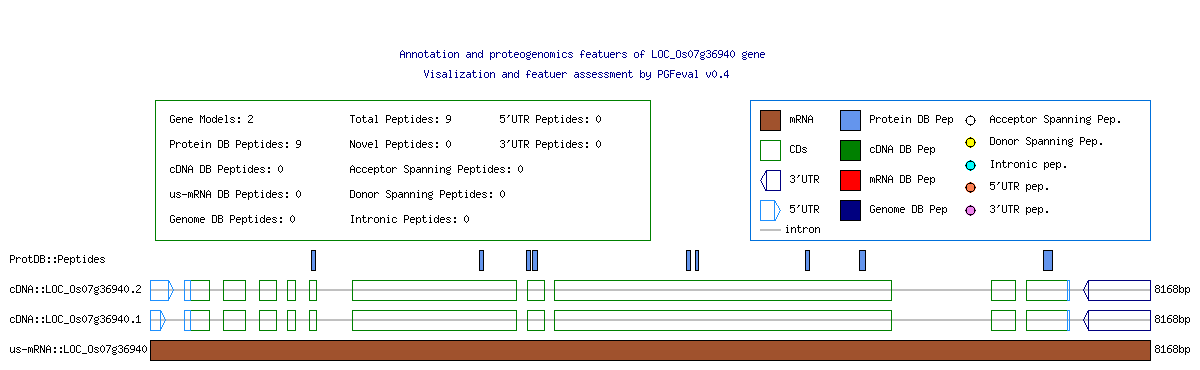 Annotation and proteogenomics featuers of LOC_Os07g36940 gene
Visalization and featuer assessment by PGFeval v0.4
Gene Models: 2 Total Peptides: 9 5'UTR Peptides: 0
Protein DB Peptides: 9 Novel Peptides: 0 3'UTR Peptides: 0
cDNA DB Peptides: 0 Acceptor Spanning Peptides: 0
us-mRNA DB Peptides: 0 Donor Spanning Peptides: 0
Genome DB Peptides: 0 Intronic Peptides: 0
mRNA Protein DB Pep Acceptor Spanning Pep.
CDs cDNA DB Pep Donor Spanning Pep.
3'UTR mRNA DB Pep Intronic pep.
5'UTR Genome DB Pep 5'UTR pep.
intron 3'UTR pep.
ProtDB::Peptides
cDNA::LOC_Os07g36940.2 8168bp
cDNA::LOC_Os07g36940.1 8168bp
us-mRNA::LOC_Os07g36940 8168bp